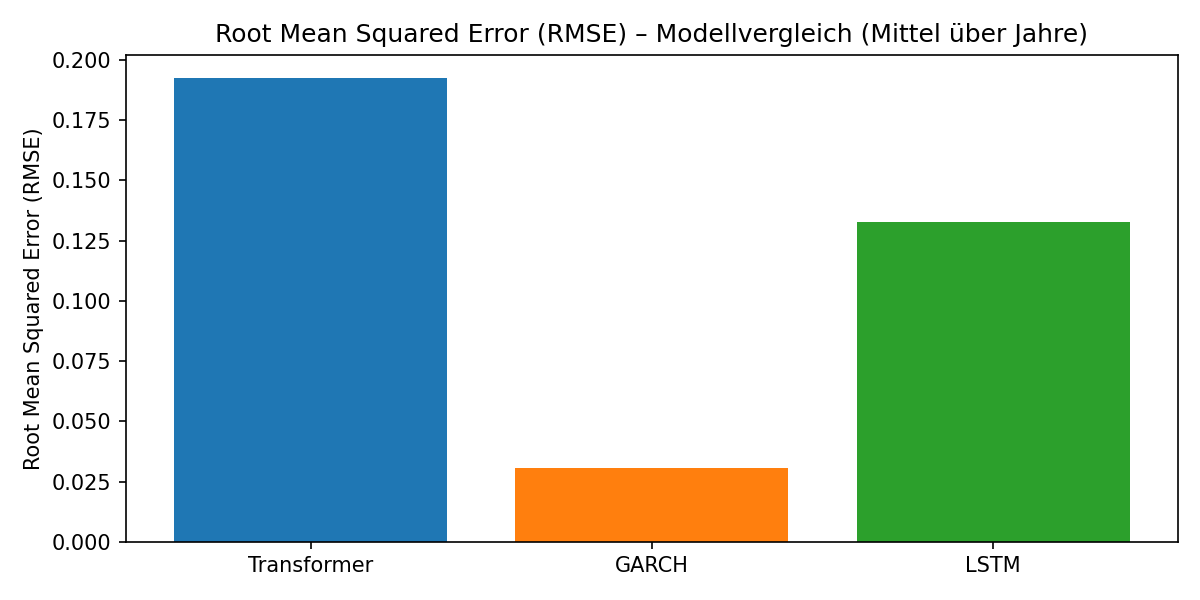 Root Mean Squared Error (RMSE) – Modellvergleich (Mittel über Jahre)
Root Mean Squared Error (RMSE)
0.200
0.175
0.150
0.125
0.100
0.075
0.050
0.025
0.000
Transformer
GARCH
LSTM